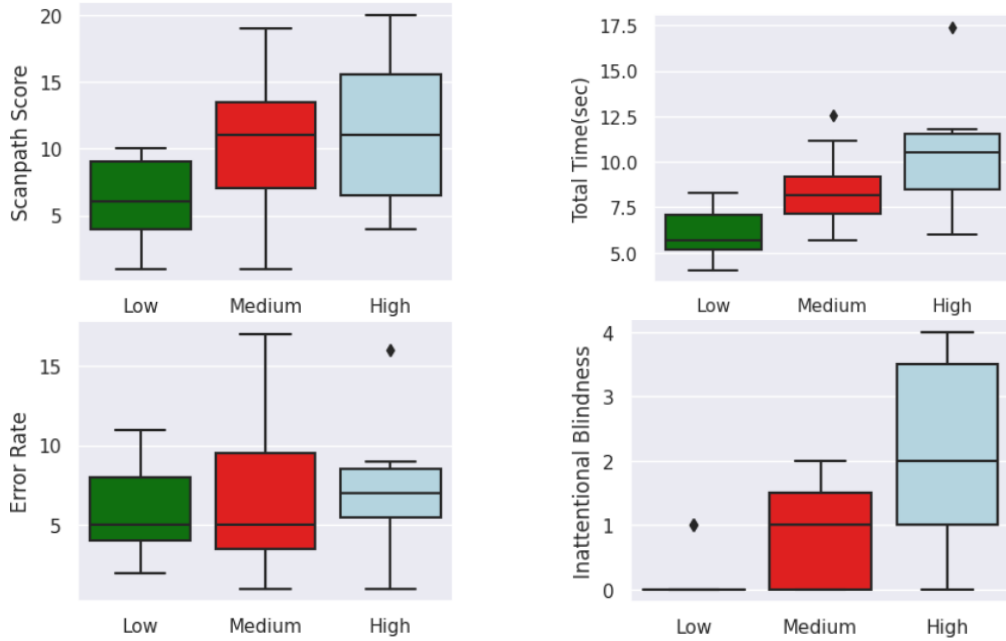 Scanpath Score
20
15
10
5
Low Medium High
Total Time(sec)
17.5
15.0
12.5
10.0
7.5
5.0
Low Medium High
Error Rate
15
10
5
Low Medium High
Inattentional Blindness
4
3
2
1
0
Low Medium High